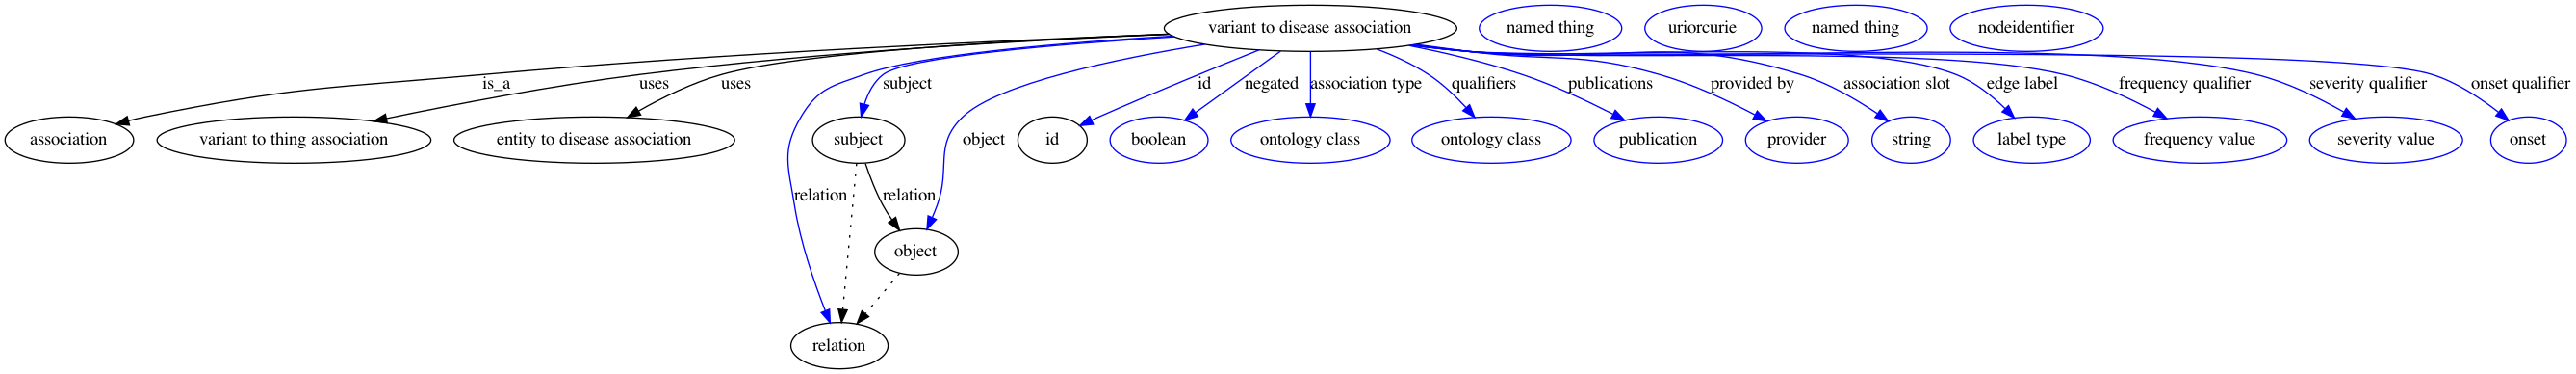 variant to disease association
named thing
uriorcurie
named thing
nodeidentifier
is_a
uses
uses
subject
object
id
negated
association type
qualifiers
publications
provided by
association slot
edge label
frequency qualifier
severity qualifier
onset qualifier
association
variant to thing association
entity to disease association
subject
id
boolean
ontology class
ontology class
publication
provider
string
label type
frequency value
severity value
onset
relation
relation
object
relation